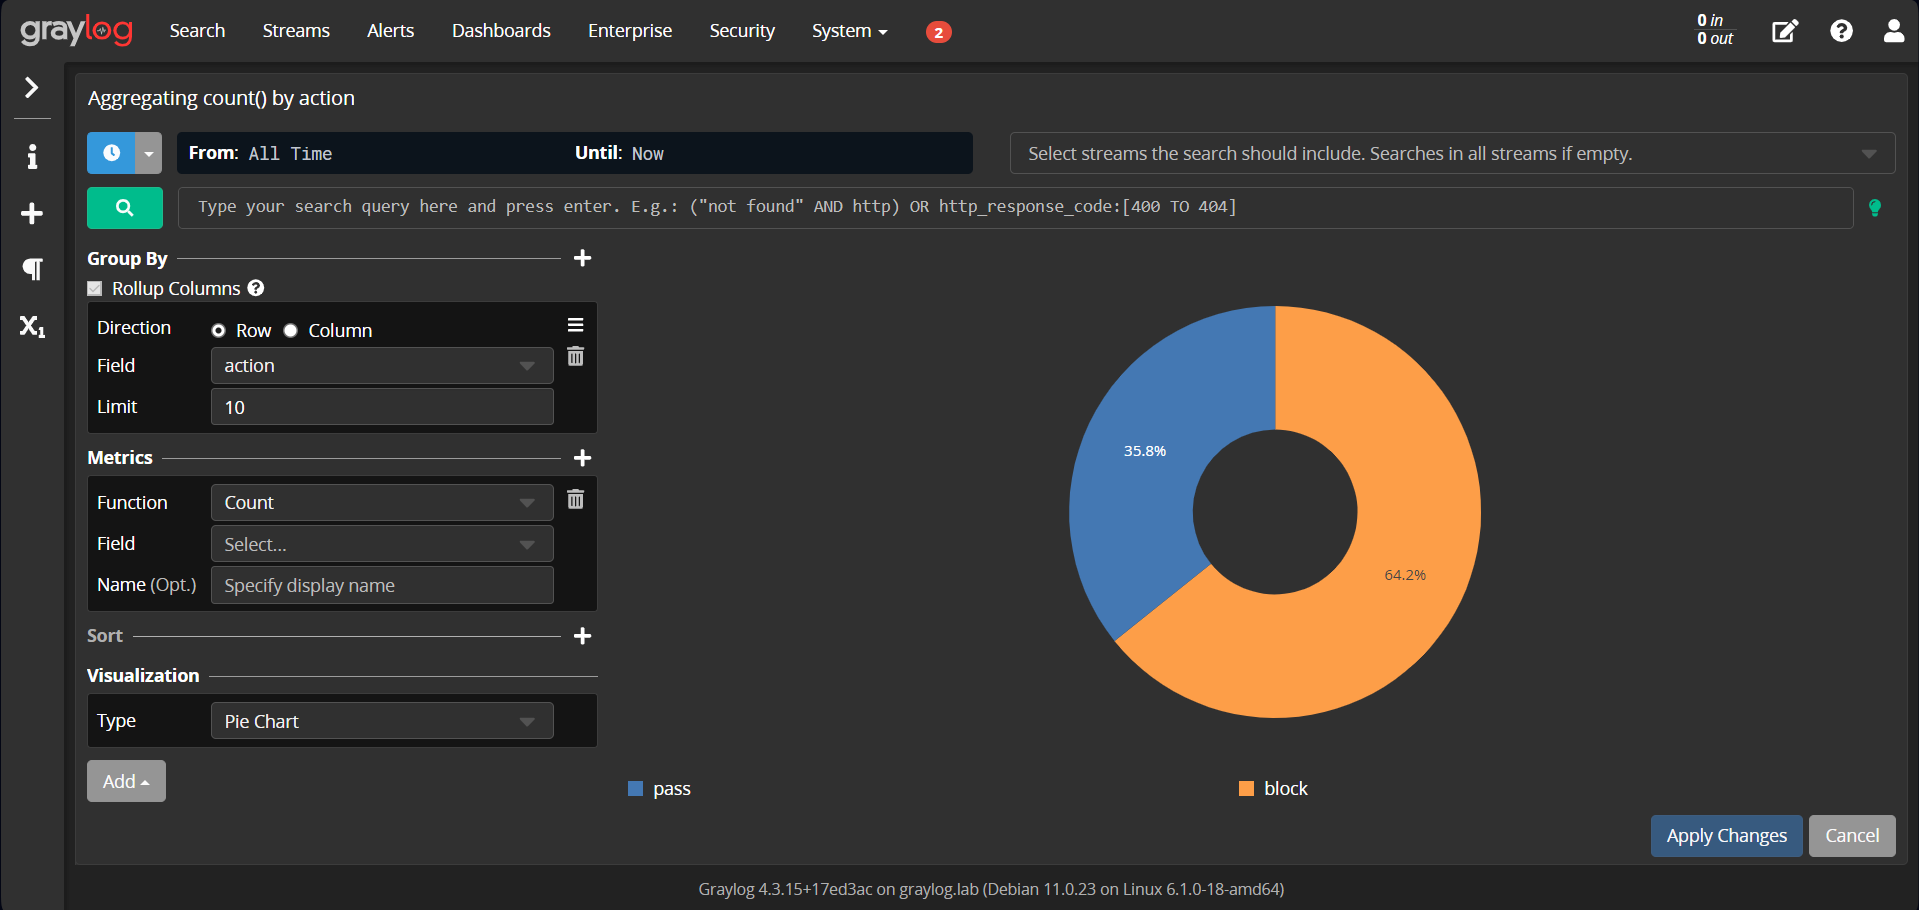 graylog Search Streams Alerts Dashboards Enterprise Security System 2 0 in
0 out
Aggregating count() by action
From: All Time Until: Now Select streams the search should include. Searches in all streams if empty.
Type your search query here and press enter. E.g.: ("not found" AND http) OR http_response_code:[400 TO 404]
Group By
Rollup Columns
Direction Row Column
Field action
Limit 10
Metrics
Function Count
Field Select...
Name (Opt.) Specify display name
Sort
Visualization
Type Pie Chart
Add
35.8%
64.2%
pass block
Apply Changes Cancel
Graylog 4.3.15+17ed3ac on graylog.lab (Debian 11.0.23 on Linux 6.1.0-18-amd64)